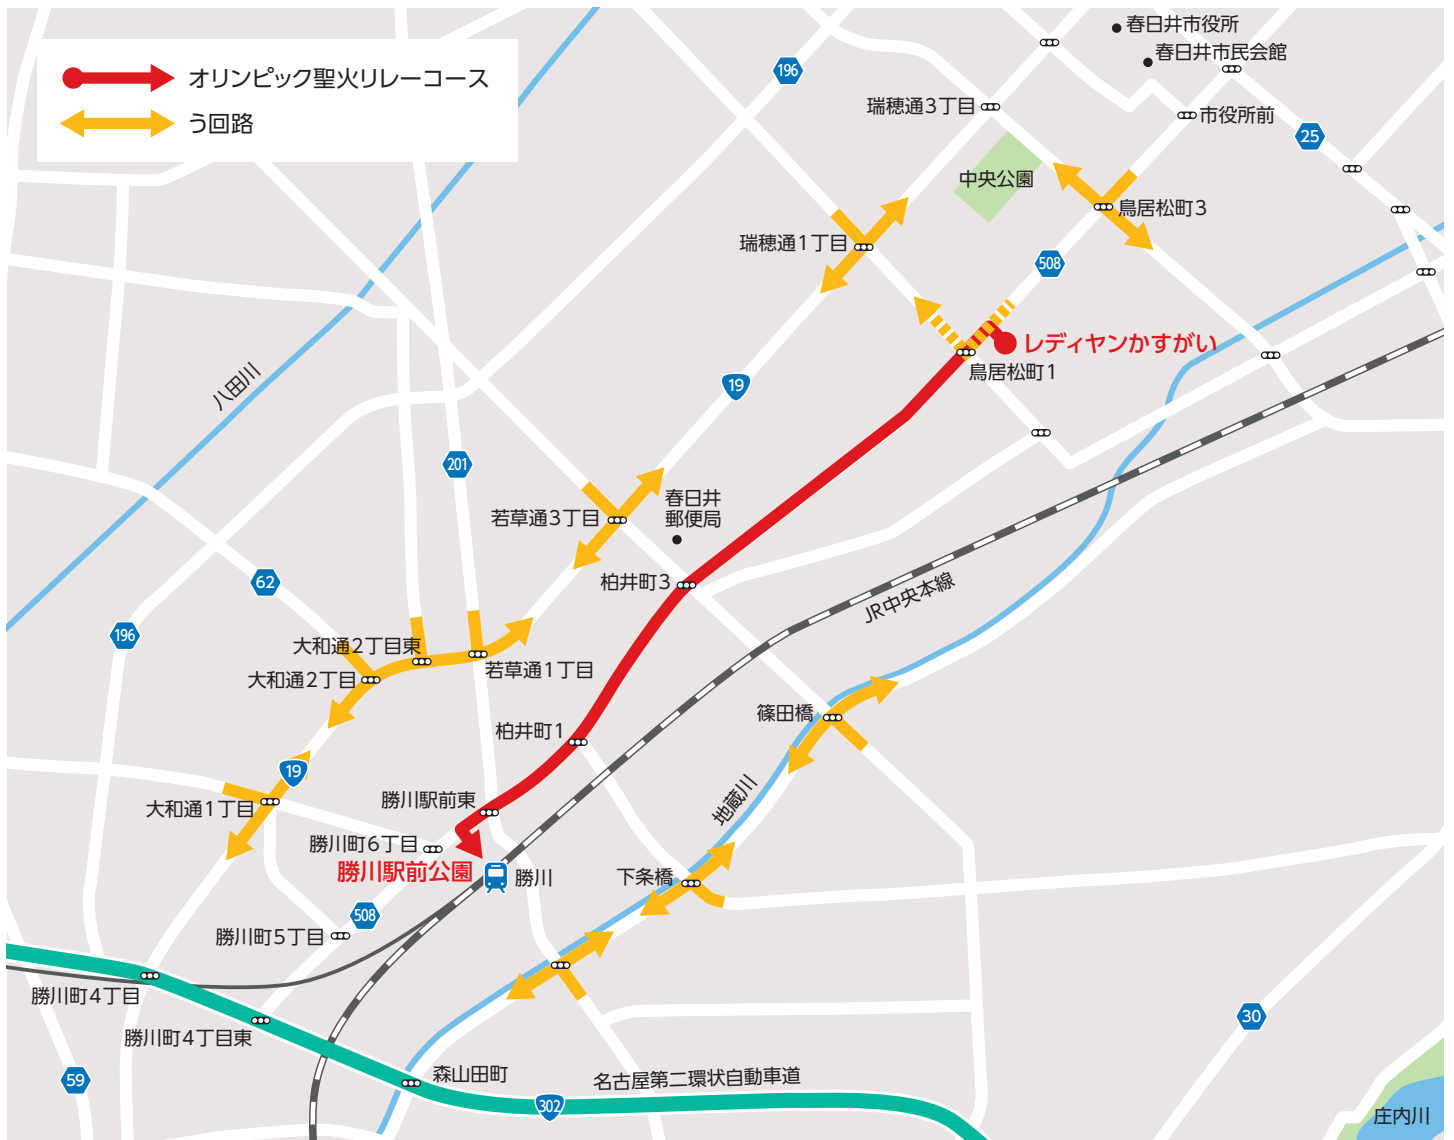 オリンピック聖火リレーコース
う回路
春日井市役所
春日井市民会館
196
瑞穂通3丁目
市役所前
25
中央公園
鳥居松町3
瑞穂通1丁目
508
レディヤンかすがい
鳥居松町1
八田川
19
201
春日井
郵便局
若草通3丁目
62
柏井町3
JR中央本線
196
大和通2丁目東
若草通1丁目
大和通2丁目
篠田橋
柏井町1
19
大和通1丁目
勝川駅前東
地蔵川
勝川町6丁目
勝川駅前公園
勝川
下条橋
508
勝川町5丁目
勝川町4丁目
勝川町4丁目東
30
59
森山田町
名古屋第二環状自動車道
302
庄内川